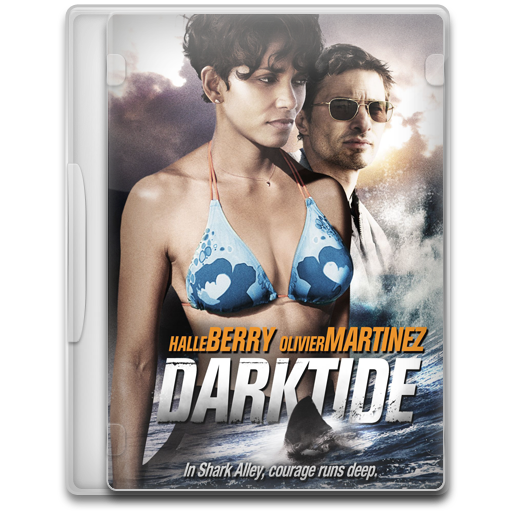 HALLEBERRY OLIVIERMARTINEZ
DARKTIDE
In Shark Alley, courage runs deep.